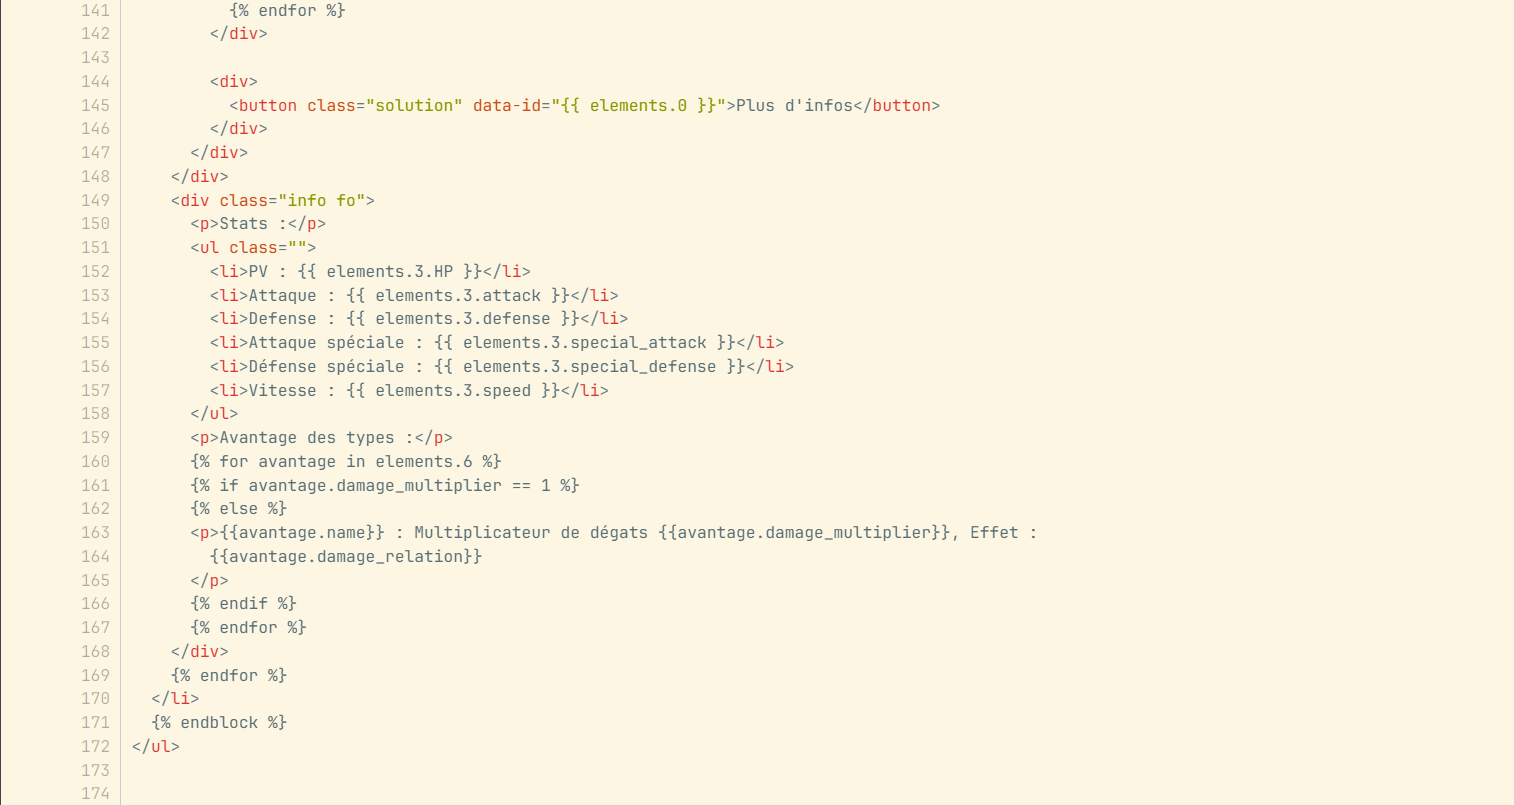 141 {% endfor %}
142 </div>
143
144 <div>
145 <button class="solution" data-id="{{ elements.0 }}">Plus d'infos</button>
146 </div>
147 </div>
148 </div>
149 <div class="info fo">
150 <p>Stats :</p>
151 <ul class="">
152 <li>PV : {{ elements.3.HP }}</li>
153 <li>Attaque : {{ elements.3.attack }}</li>
154 <li>Defense : {{ elements.3.defense }}</li>
155 <li>Attaque spéciale : {{ elements.3.special_attack }}</li>
156 <li>Défense spéciale : {{ elements.3.special_defense }}</li>
157 <li>Vitesse : {{ elements.3.speed }}</li>
158 </ul>
159 <p>Avantage des types :</p>
160 {% for avantage in elements.6 %}
161 {% if avantage.damage_multiplier == 1 %}
162 {% else %}
163 <p>{{avantage.name}} : Multiplicateur de dégats {{avantage.damage_multiplier}}, Effet :
164 {{avantage.damage_relation}}
165 </p>
166 {% endif %}
167 {% endfor %}
168 </div>
169 {% endfor %}
170 </li>
171 {% endblock %}
172 </ul>
173
174